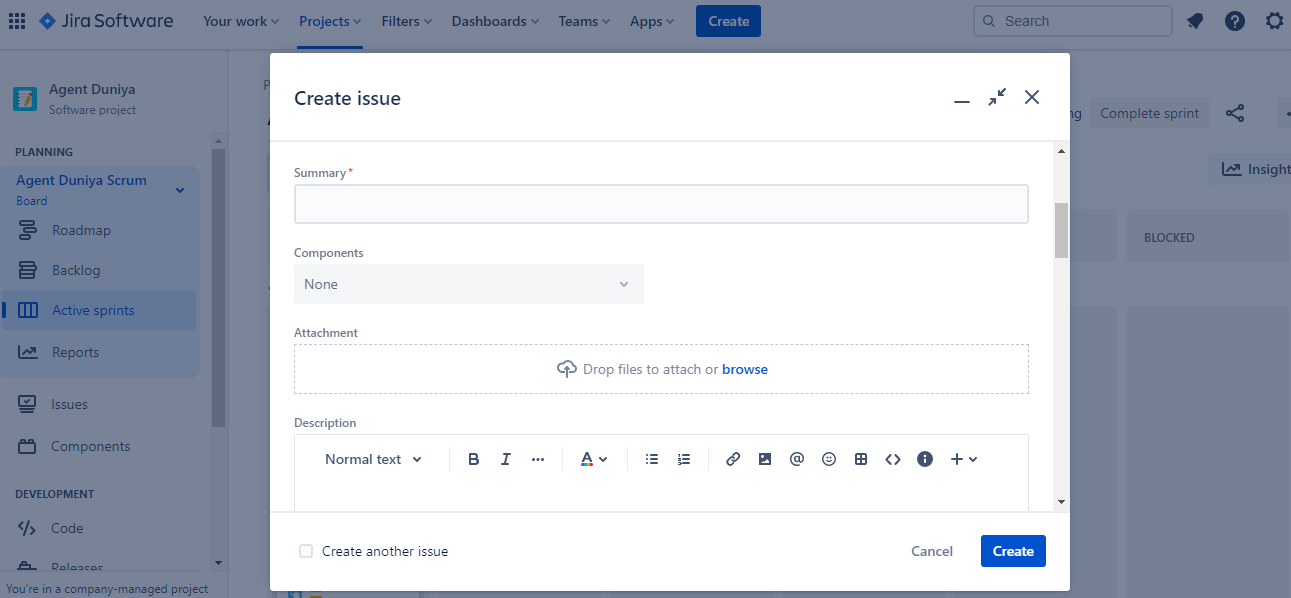 Jira Software
Your work
Projects
Filters
Dashboards
Teams
Apps
Create
Search
Agent Duniya
Software project
Complete sprint
PLANNING
Agent Duniya Scrum
Board
Insight
Roadmap
Backlog
BLOCKED
Active sprints
Reports
Issues
Components
DEVELOPMENT
Code
Releases
You're in a company-managed project
Create issue
Summary*
Components
None
Attachment
Drop files to attach or browse
Description
Normal text B I ... A @ <> i +
Create another issue
Cancel
Create